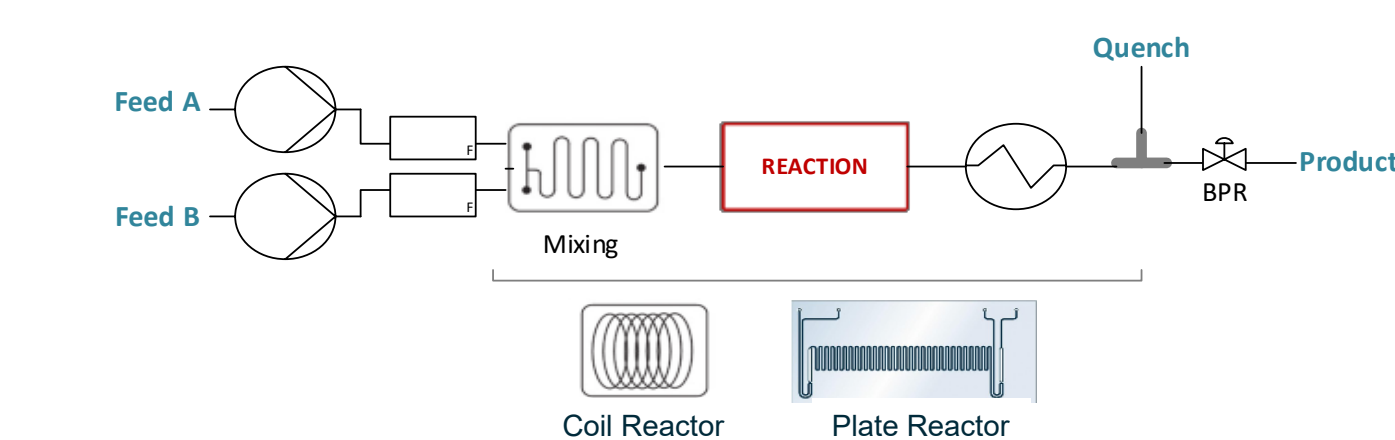 Quench
Feed A
F
REACTION
Product
BPR
Feed B
F
Mixing
Coil Reactor
Plate Reactor